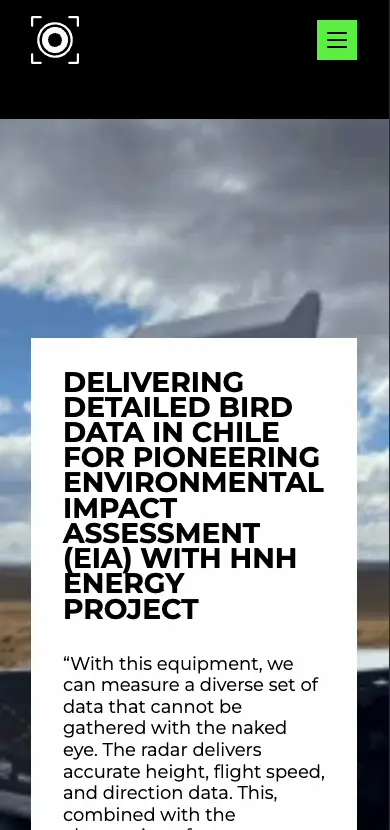 DELIVERING
DETAILED BIRD
DATA IN CHILE
FOR PIONEERING
ENVIRONMENTAL
IMPACT
ASSESSMENT
(EIA) WITH HNH
ENERGY
PROJECT
“With this equipment, we
can measure a diverse set of
data that cannot be
gathered with the naked
eye. The radar delivers
accurate height, flight speed,
and direction data. This,
combined with the